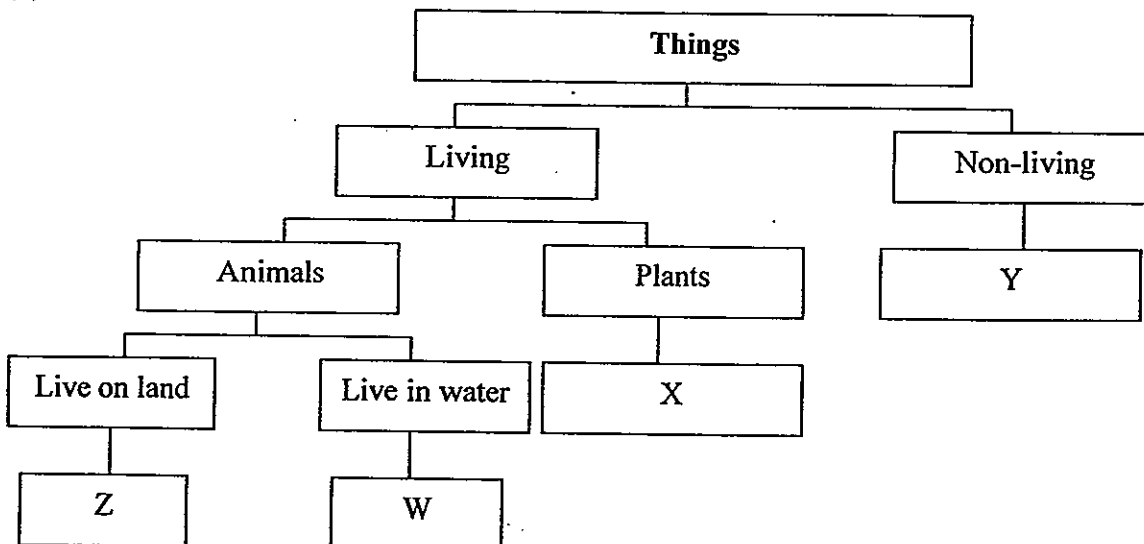 Things
Living
Non-living
Animals
Plants
Y
Live on land
Live in water
X
Z
W